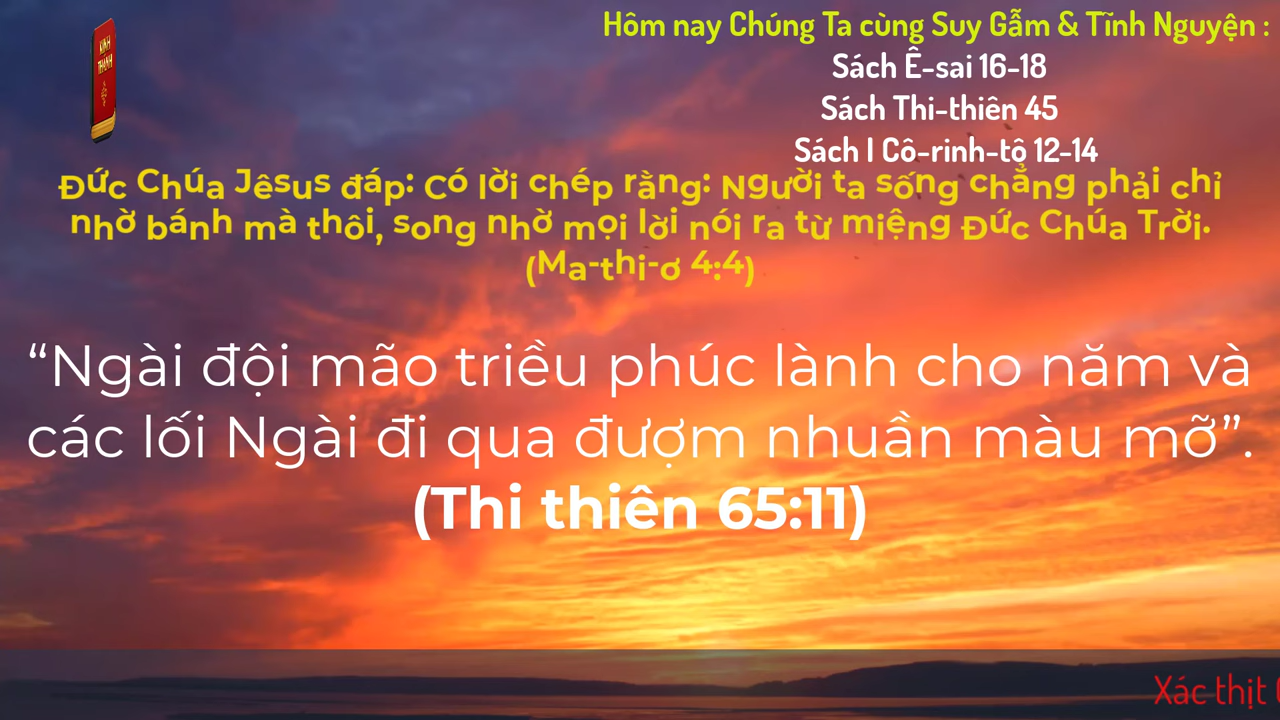 Hôm nay Chúng Ta cùng Suy Gẫm & Tĩnh Nguyện :
Sách Ê-sai 16-18
Sách Thi-thiên 45
Sách I Cô-rinh-tô 12-14
KINH
THÁNH
Đức Chúa Jêsus đáp: Có lời chép rằng: Người ta sống chẳng phải chỉ
nhờ bánh mà thôi, song nhờ mọi lời nói ra từ miệng Đức Chúa Trời.
(Ma-thi-ơ 4:4)
“Ngài đội mão triều phúc lành cho năm và
các lối Ngài đi qua đượm nhuần màu mỡ”.
(Thi thiên 65:11)
Xác thịt